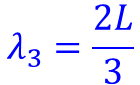 λ₃ = 2L/3